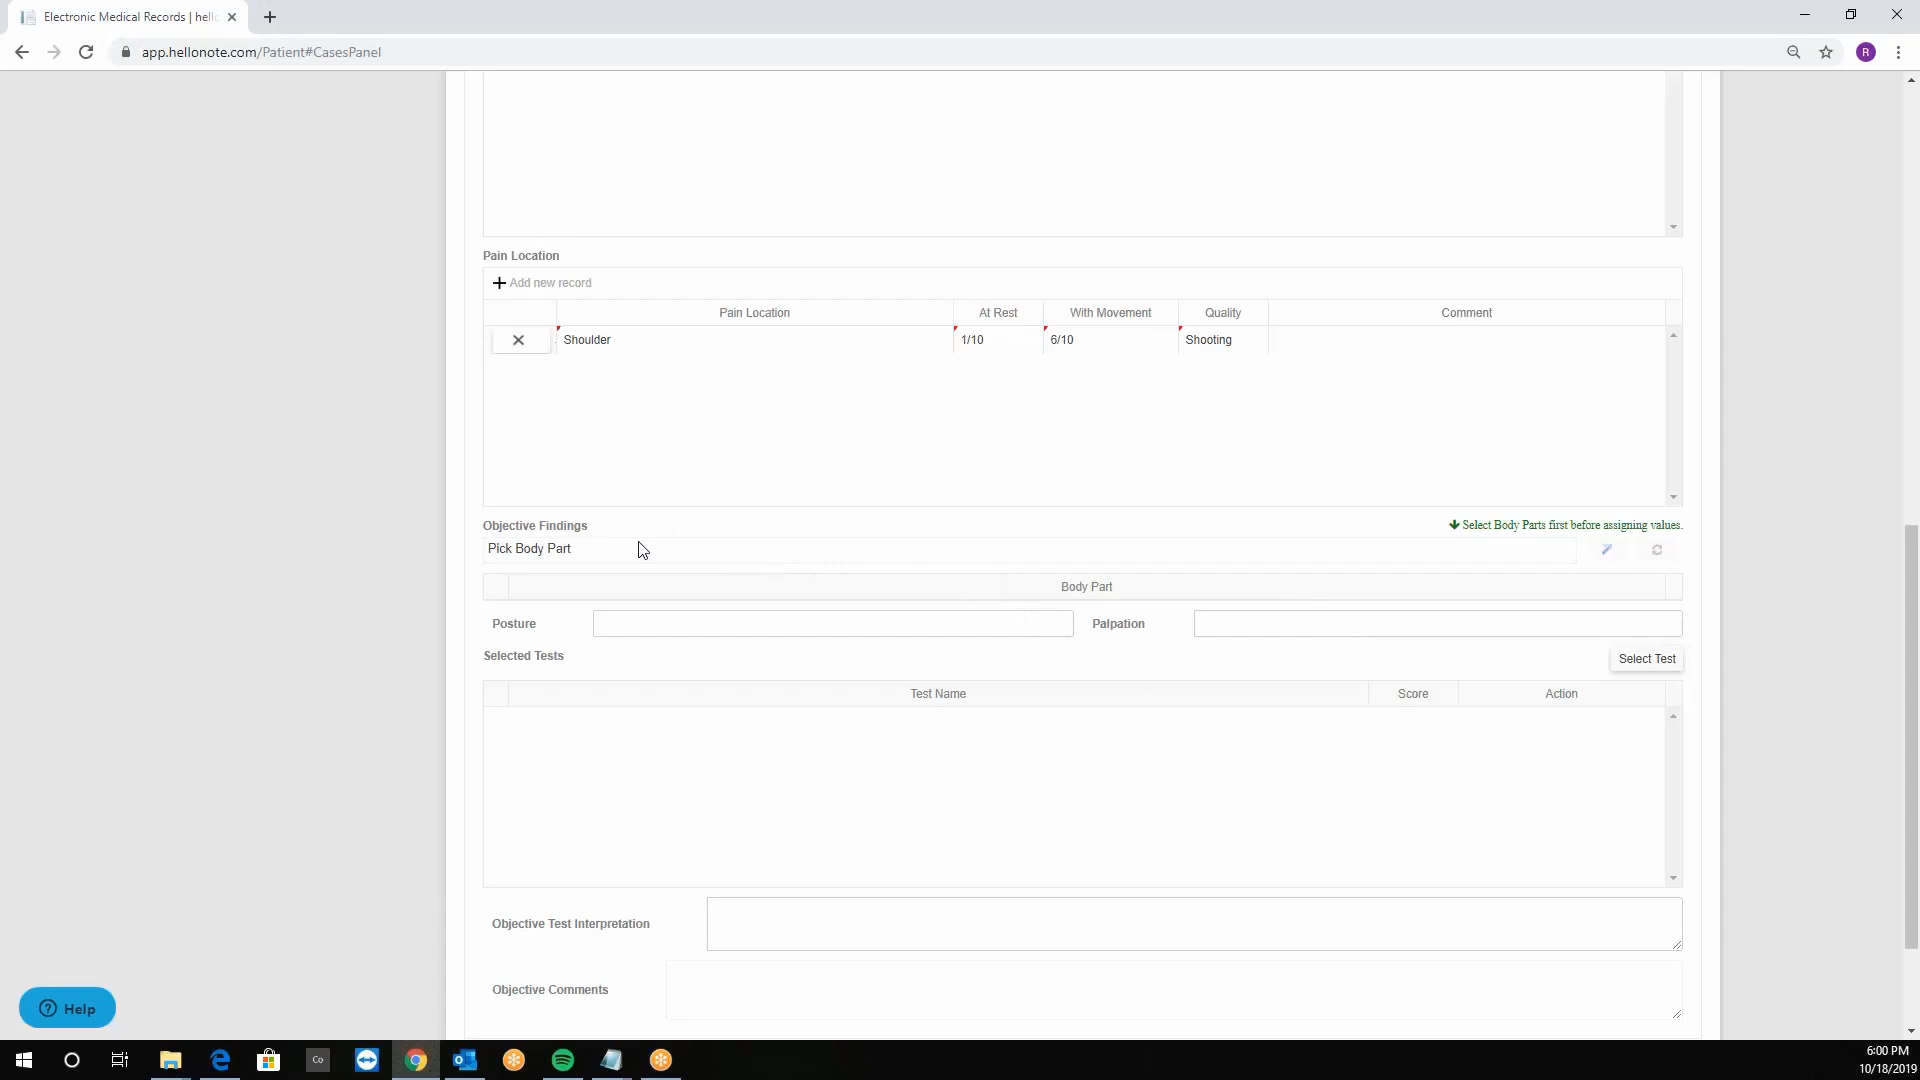 Electronic Medical Records | hell
app.hellonote.com/Patient#CasesPanel
R
Pain Location
Add new record
Pain Location At Rest With Movement Quality Comment
Shoulder 1/10 6/10 Shooting
Objective Findings Select Body Parts first before assigning values.
Pick Body Part
Body Part
Posture Palpation
Selected Tests Select Test
Test Name Score Action
Objective Test Interpretation
Objective Comments
Help
Co
6:00 PM
10/18/2019